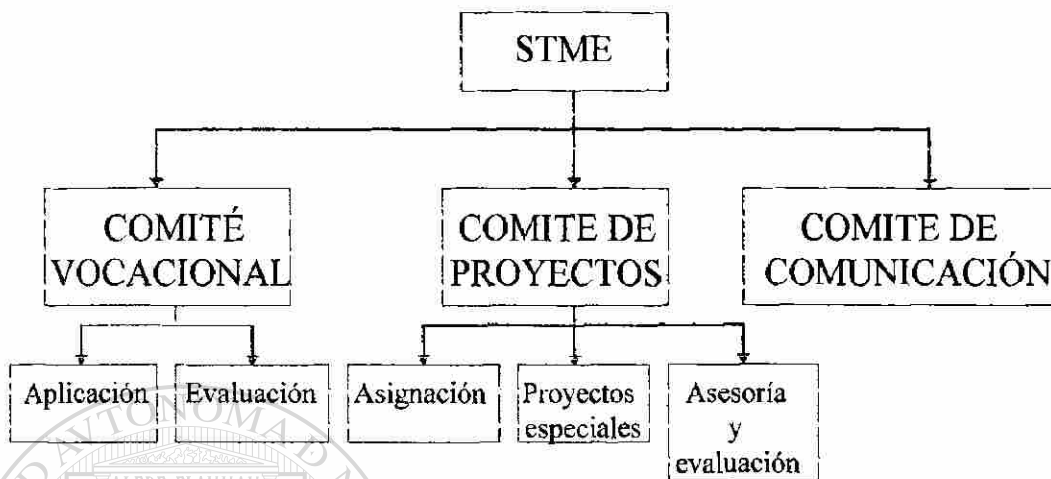 STME
COMITÉ
VOCACIONAL
COMITE DE
PROYECTOS
COMITE DE
COMUNICACIÓN
Aplicación
Evaluación
Asignación
Proyectos
especiales
Asesoría
y
evaluación